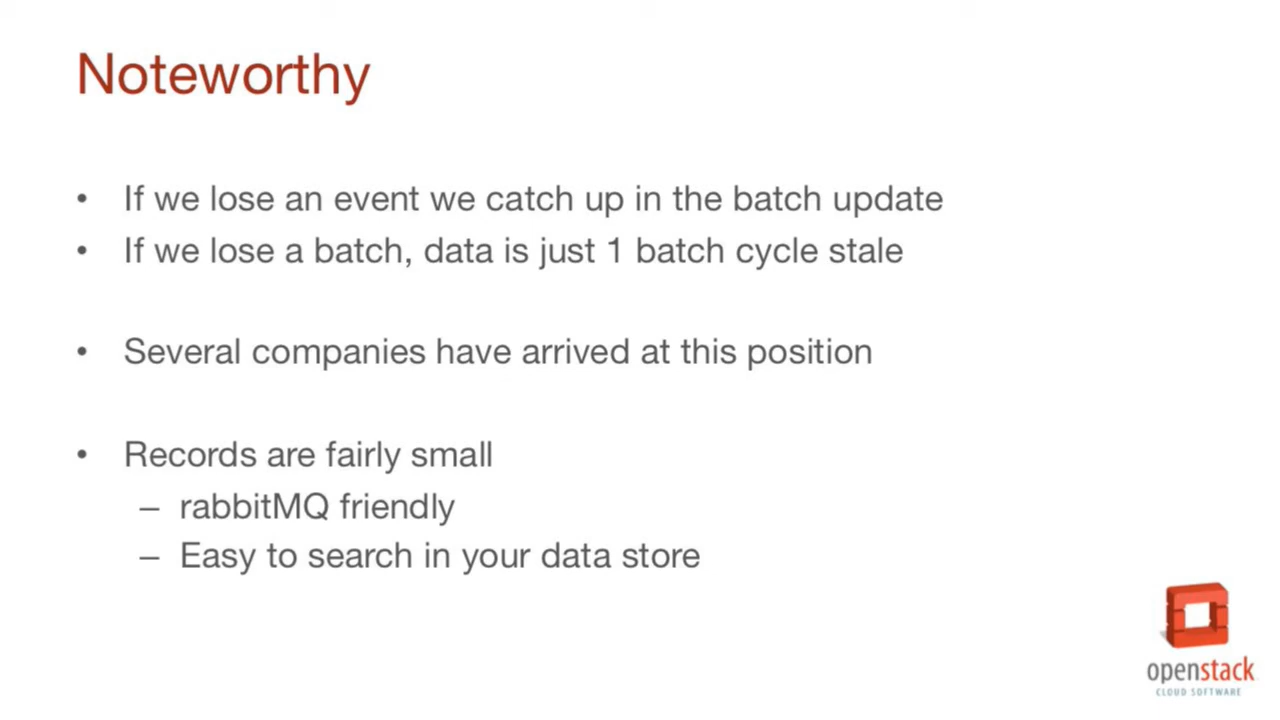 Noteworthy
• If we lose an event we catch up in the batch update
• If we lose a batch, data is just 1 batch cycle stale
• Several companies have arrived at this position
• Records are fairly small
– rabbitMQ friendly
– Easy to search in your data store
openstack
CLOUD SOFTWARE